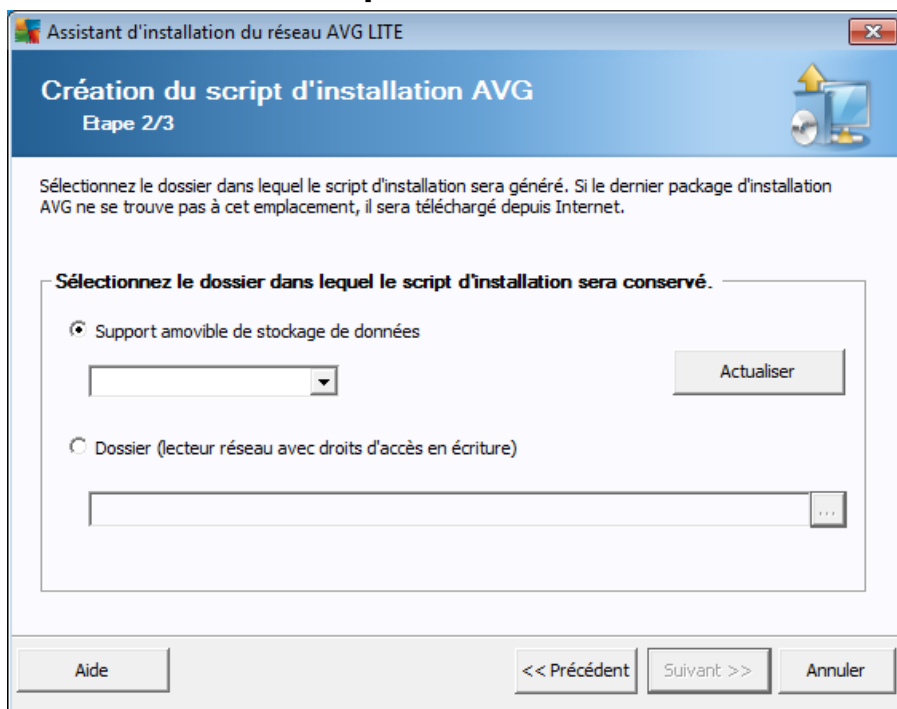 Assistant d'installation du réseau AVG LITE
Création du script d'installation AVG
Etape 2/3
Sélectionnez le dossier dans lequel le script d'installation sera généré. Si le dernier package d'installation
AVG ne se trouve pas à cet emplacement, il sera téléchargé depuis Internet.
Sélectionnez le dossier dans lequel le script d'installation sera conservé.
Support amovible de stockage de données
Actualiser
Dossier (lecteur réseau avec droits d'accès en écriture)
...
Aide
<< Précédent
Suivant >>
Annuler